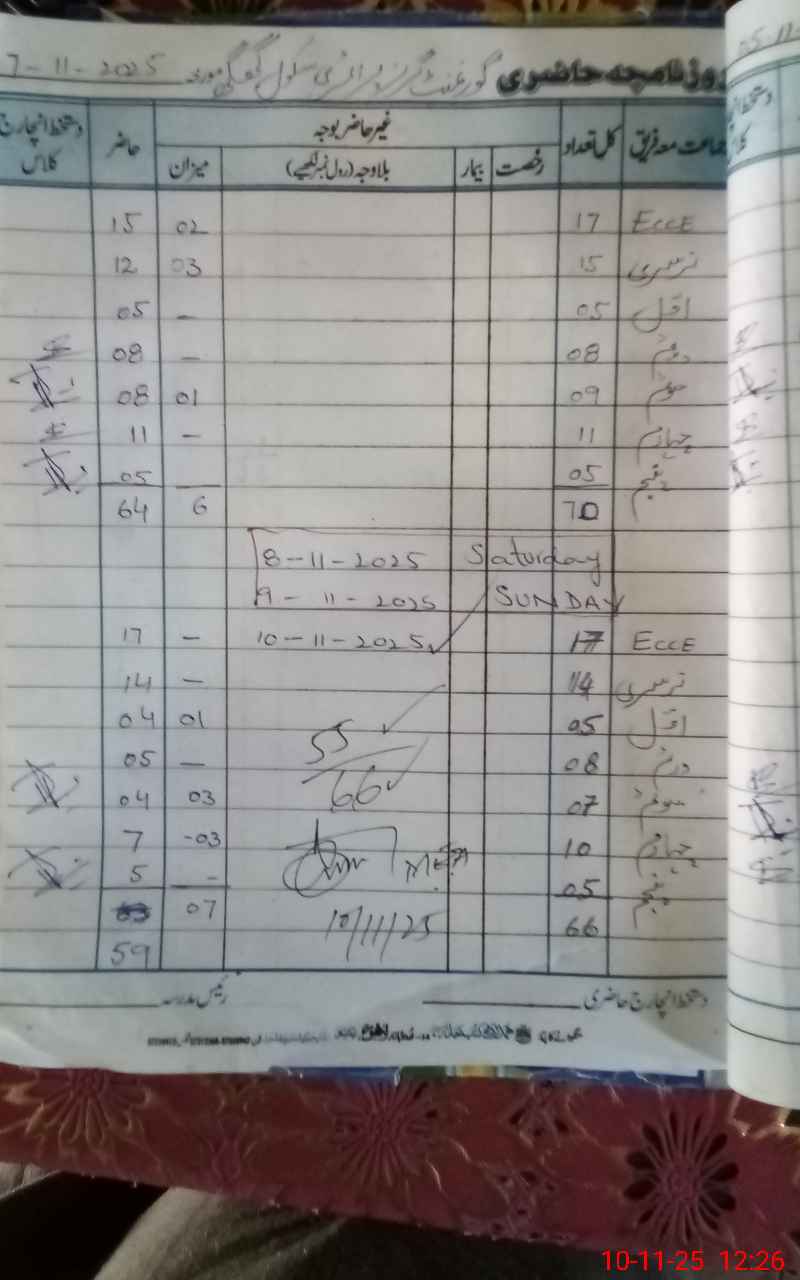 روزنامچہ حاضری گورنمنٹ گرلز پرائمری سکول مورخہ 7-11-2025
جماعت معہ فریق کل تعداد غیر حاضر بوجہ حاضر دستخط انچارج کلاس
رخصت بیمار بلاوجہ (رول نمبر لکھیے) میزان
ECCE 17 02 15
نرسری 15 03 12
اول 05 – 05
دوم 08 – 08
سوم 09 01 08
چہارم 11 – 11
پنجم 05 05
70 6 64
8-11-2025 Saturday
9-11-2025 SUNDAY
ECCE 17 10-11-2025 – 17
نرسری 14 – 14
اول 05 01 04
دوم 08 – 05
55
سوم 07 03 04
66
چہارم 10 -03 7
پنجم 05 - 5
66 07
10/11/25
59
دستخط انچارج حاضری رئیس مدرسہ
05-11-
دستخط
کلاس
10-11-25 12:26